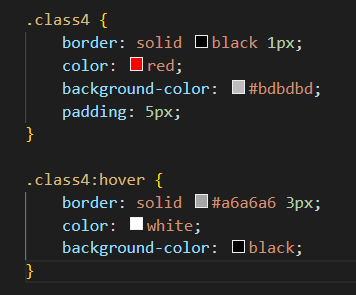 .class4 {
border: solid black 1px;
color: red;
background-color: #bdbdbd;
padding: 5px;
}
.class4:hover {
border: solid #a6a6a6 3px;
color: white;
background-color: black;
}